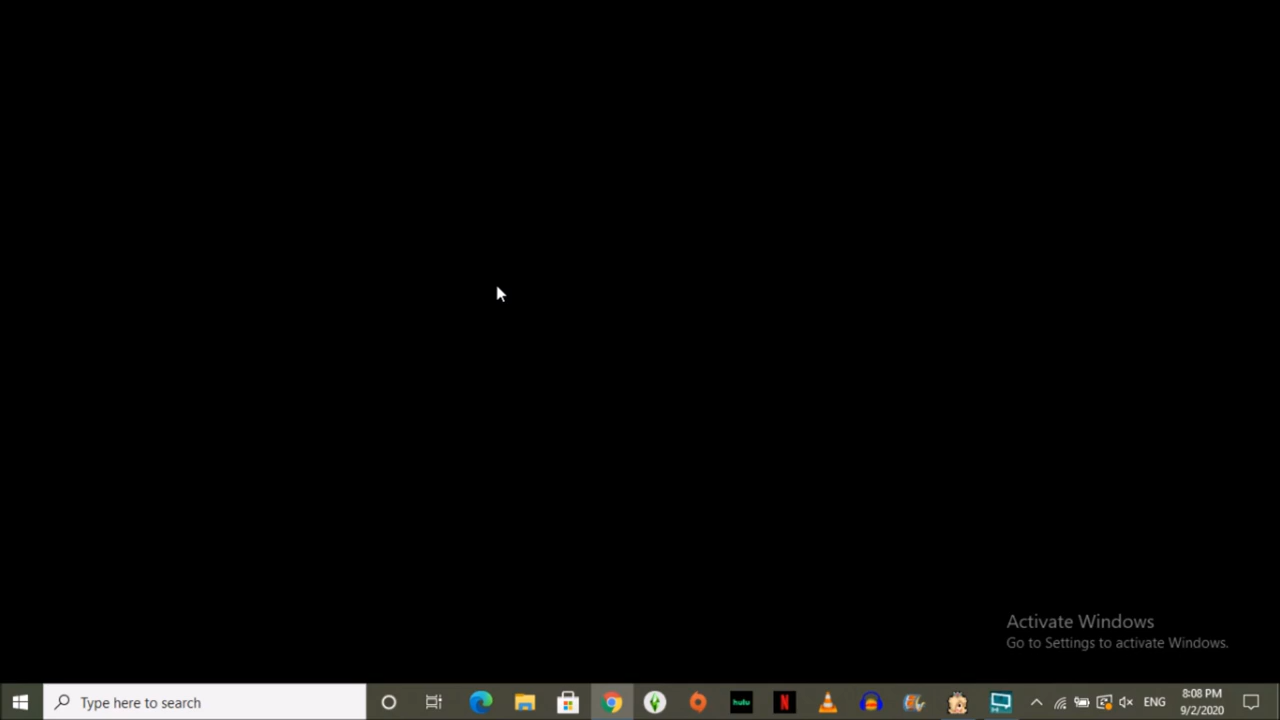 Activate Windows
Go to Settings to activate Windows.
Type here to search
hulu
N
ENG
8:08 PM
9/2/2020